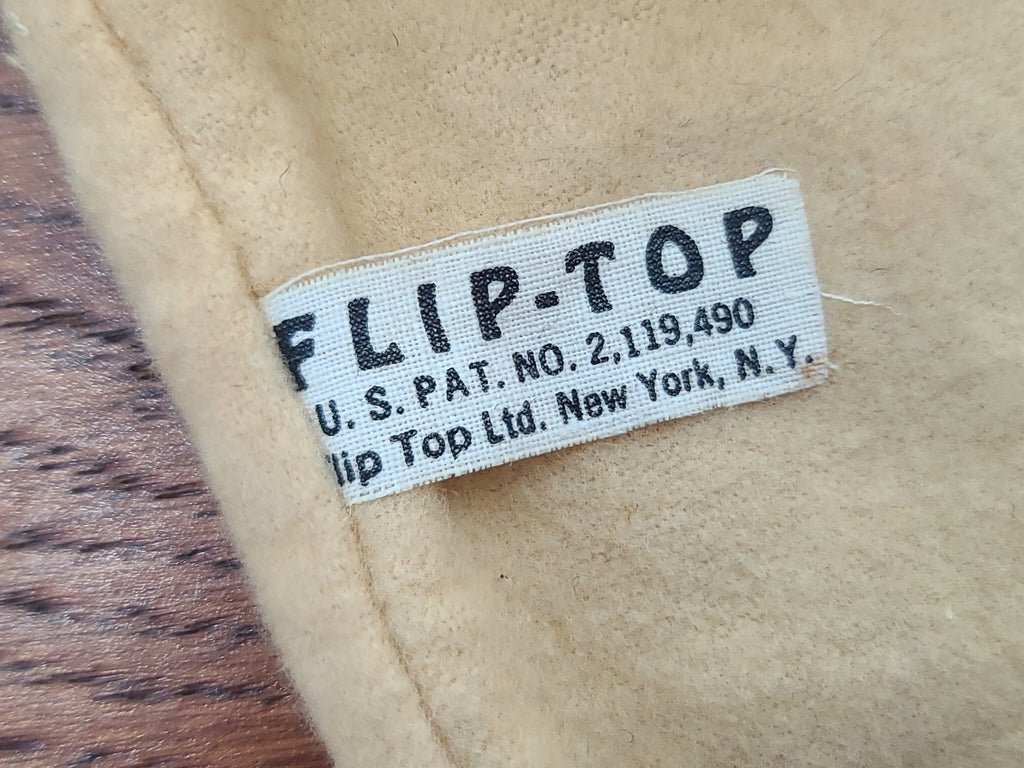 FLIP-TOP
U. S. PAT. NO. 2,119,490
lip Top Ltd. New York, N. Y.